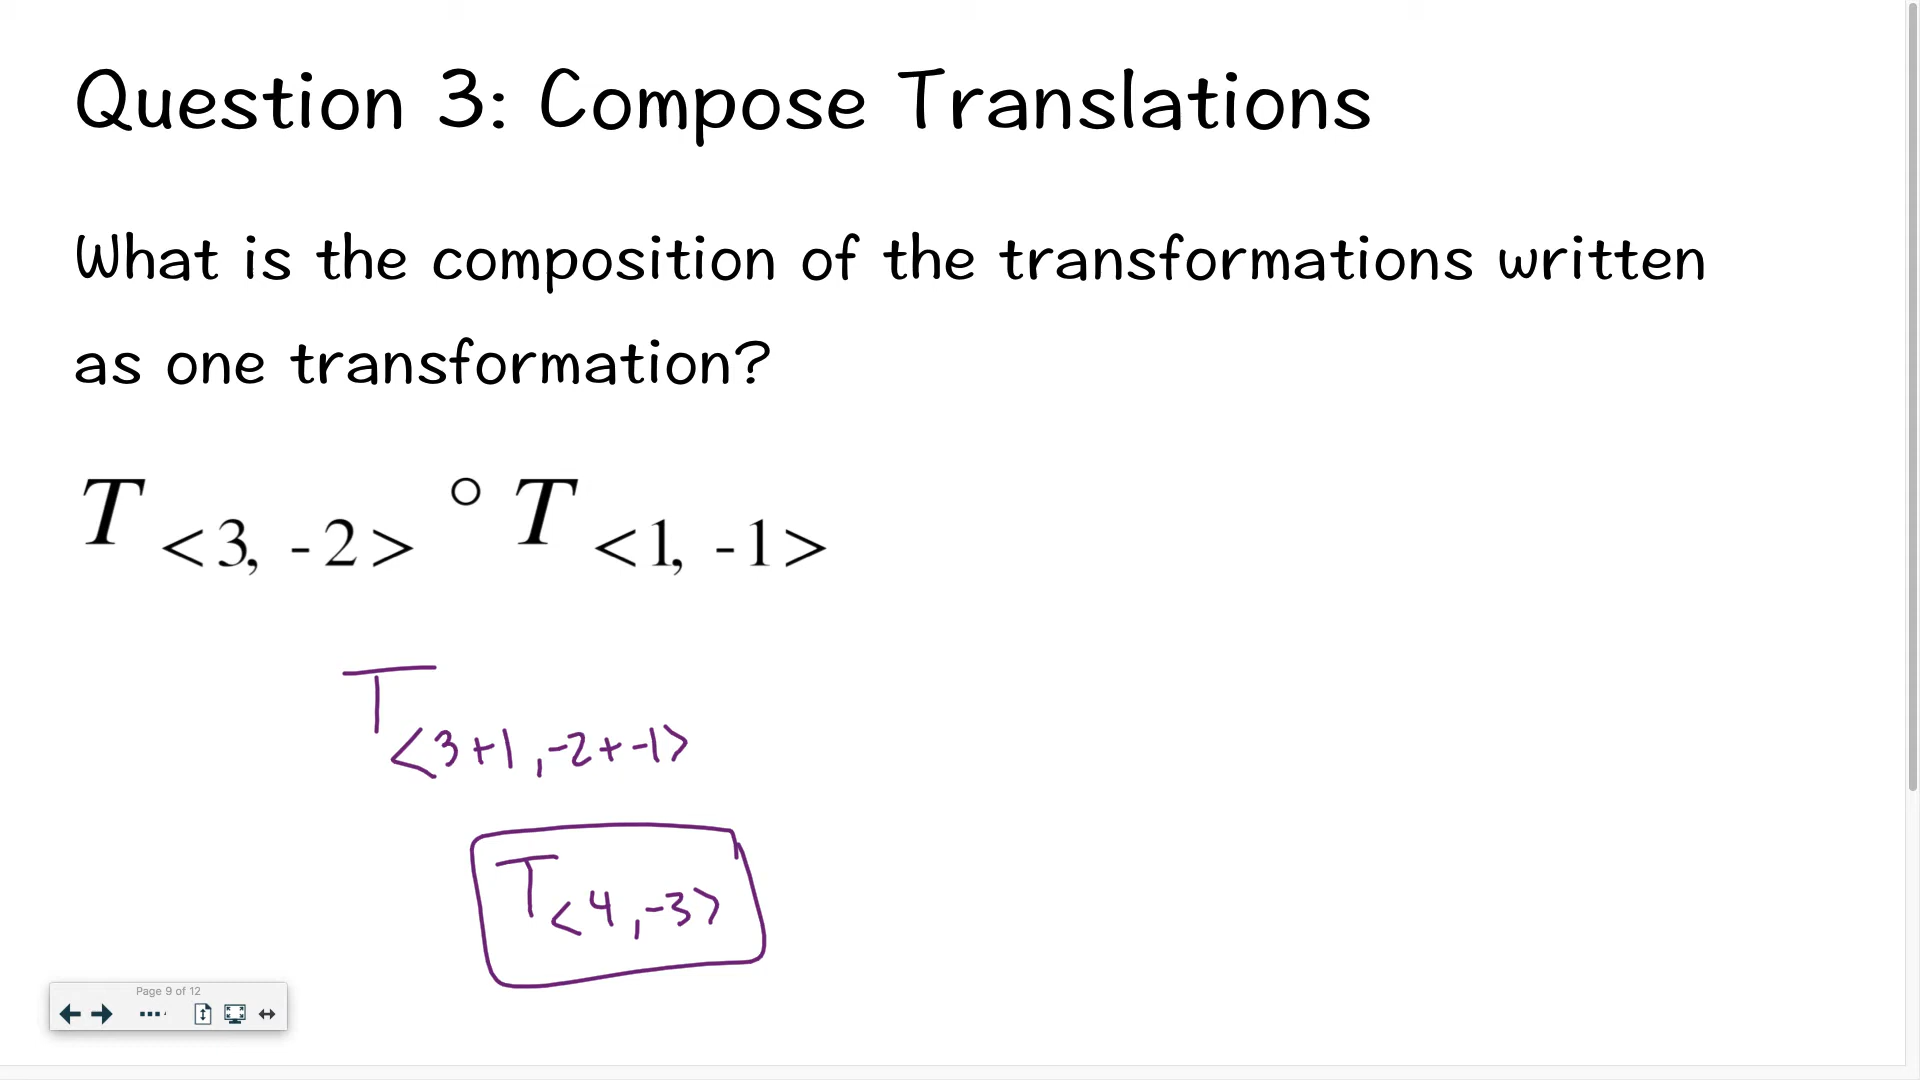 Question 3: Compose Translations
What is the composition of the transformations written
as one transformation?
T <3, -2> ° T <1, -1>
T <3+1, -2+-1>
T <4, -3>
Page 9 of 12